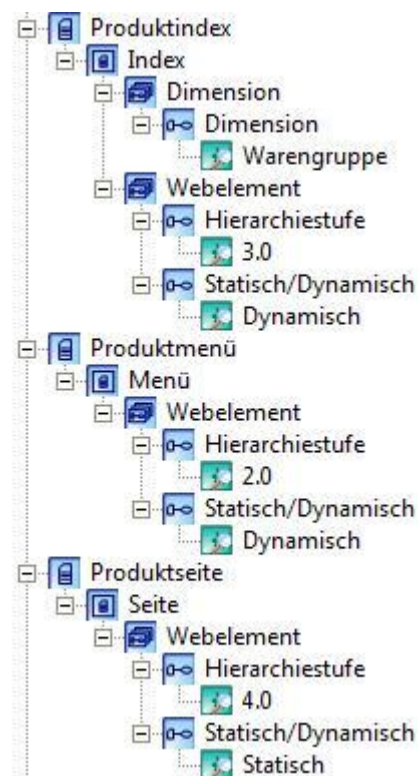 Produktindex
Index
Dimension
Dimension
Warengruppe
Webelement
Hierarchiestufe
3.0
Statisch/Dynamisch
Dynamisch
Produktmenü
Menü
Webelement
Hierarchiestufe
2.0
Statisch/Dynamisch
Dynamisch
Produktseite
Seite
Webelement
Hierarchiestufe
4.0
Statisch/Dynamisch
Statisch